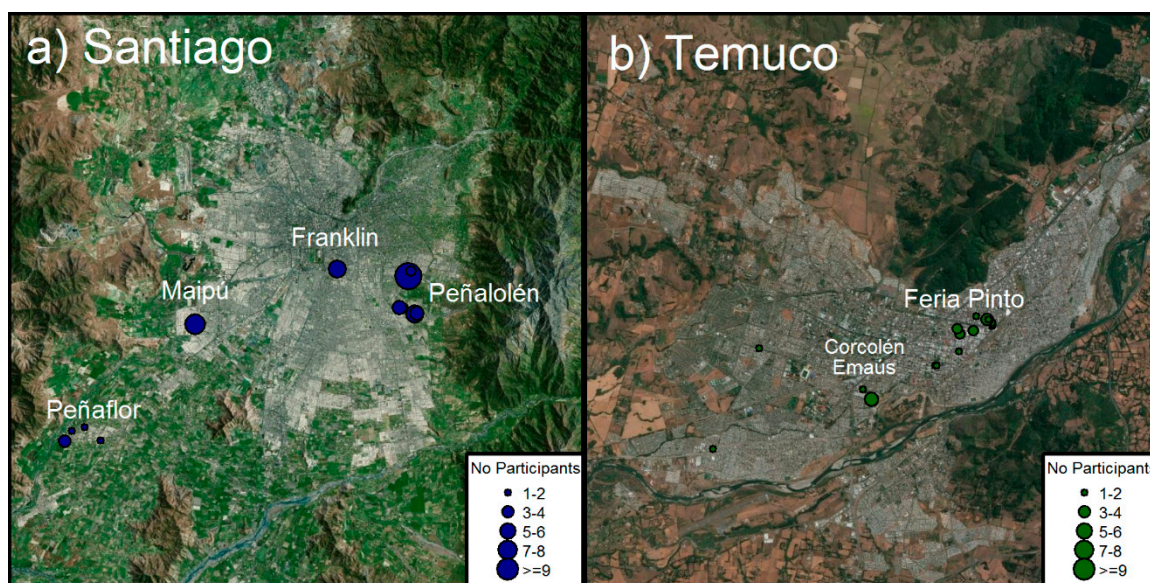 a) Santiago
Franklin
Maipú
Peñalolén
Peñaflor
No Participants
1-2
3-4
5-6
7-8
>=9
b) Temuco
Feria Pinto
Corcolén
Emaús
No Participants
1-2
3-4
5-6
7-8
>=9